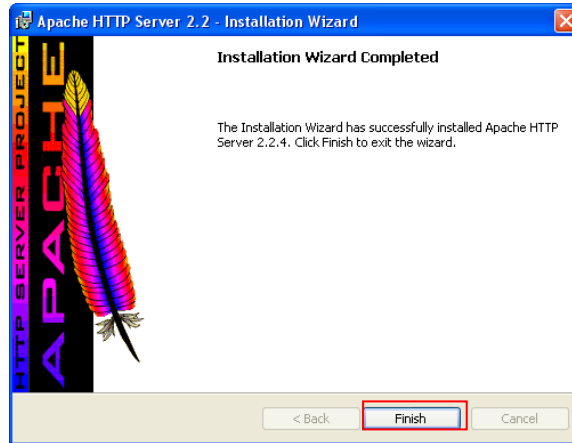 Apache HTTP Server 2.2 - Installation Wizard
HTTP SERVER PROJECT
APACHE
Installation Wizard Completed
The Installation Wizard has successfully installed Apache HTTP
Server 2.2.4. Click Finish to exit the wizard.
< Back
Finish
Cancel